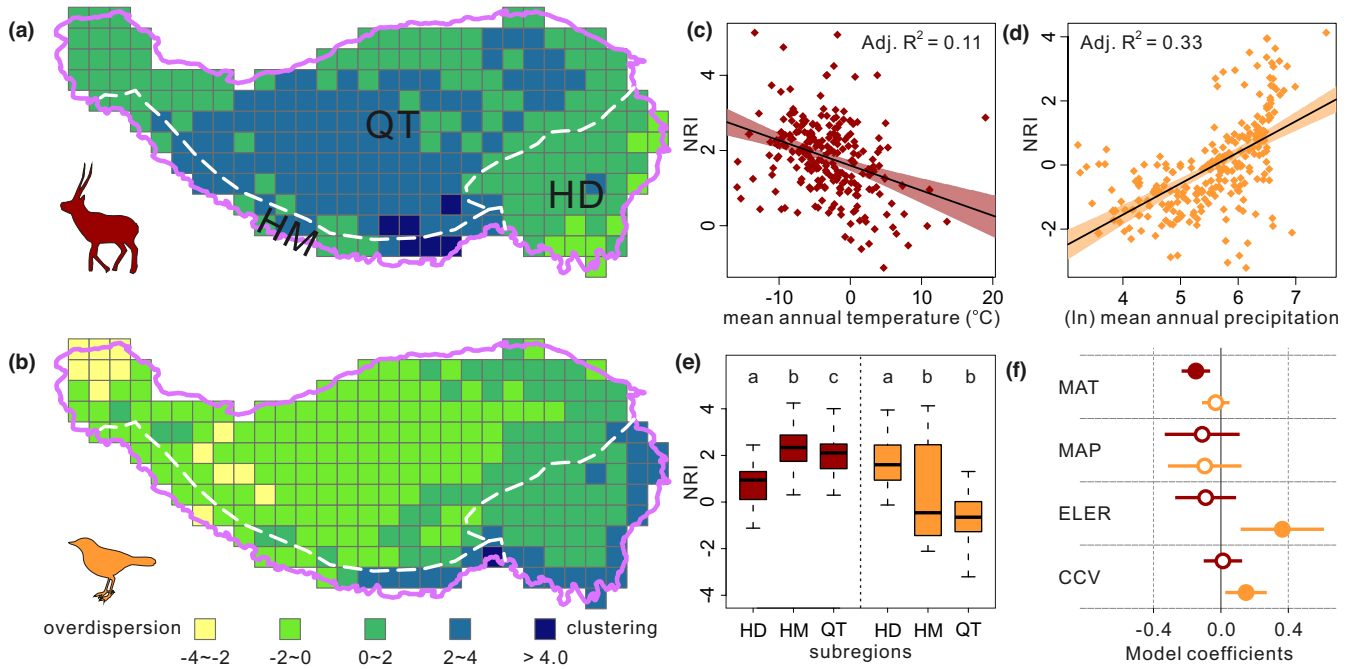 (a)
QT
HD
HM
(b)
overdispersion
clustering
-4~-2
-2~0
0~2
2~4
> 4.0
(c)
Adj. R² = 0.11
NRI
4
2
0
-10
0
10
20
mean annual temperature (°C)
(d)
Adj. R² = 0.33
NRI
4
2
0
-2
4
5
6
7
(ln) mean annual precipitation
(e)
a
b
c
a
b
b
NRI
4
2
0
-2
-4
HD
HM
QT
HD
HM
QT
subregions
(f)
MAT
MAP
ELER
CCV
-0.4
0.0
0.4
Model coefficients